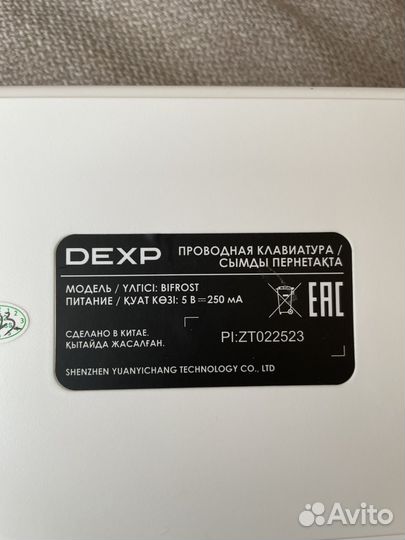 DEXP
ПРОВОДНАЯ КЛАВИАТУРА /
СЫМДЫ ПЕРНЕТАҚТА
МОДЕЛЬ / ҮЛГІСІ: BIFROST
ПИТАНИЕ / ҚУАТ КӨЗІ: 5 В⎓250 мА
EAC
СДЕЛАНО В КИТАЕ.
ҚЫТАЙДА ЖАСАЛҒАН.
PI:ZT022523
SHENZHEN YUANYICHANG TECHNOLOGY CO., LTD
Avito